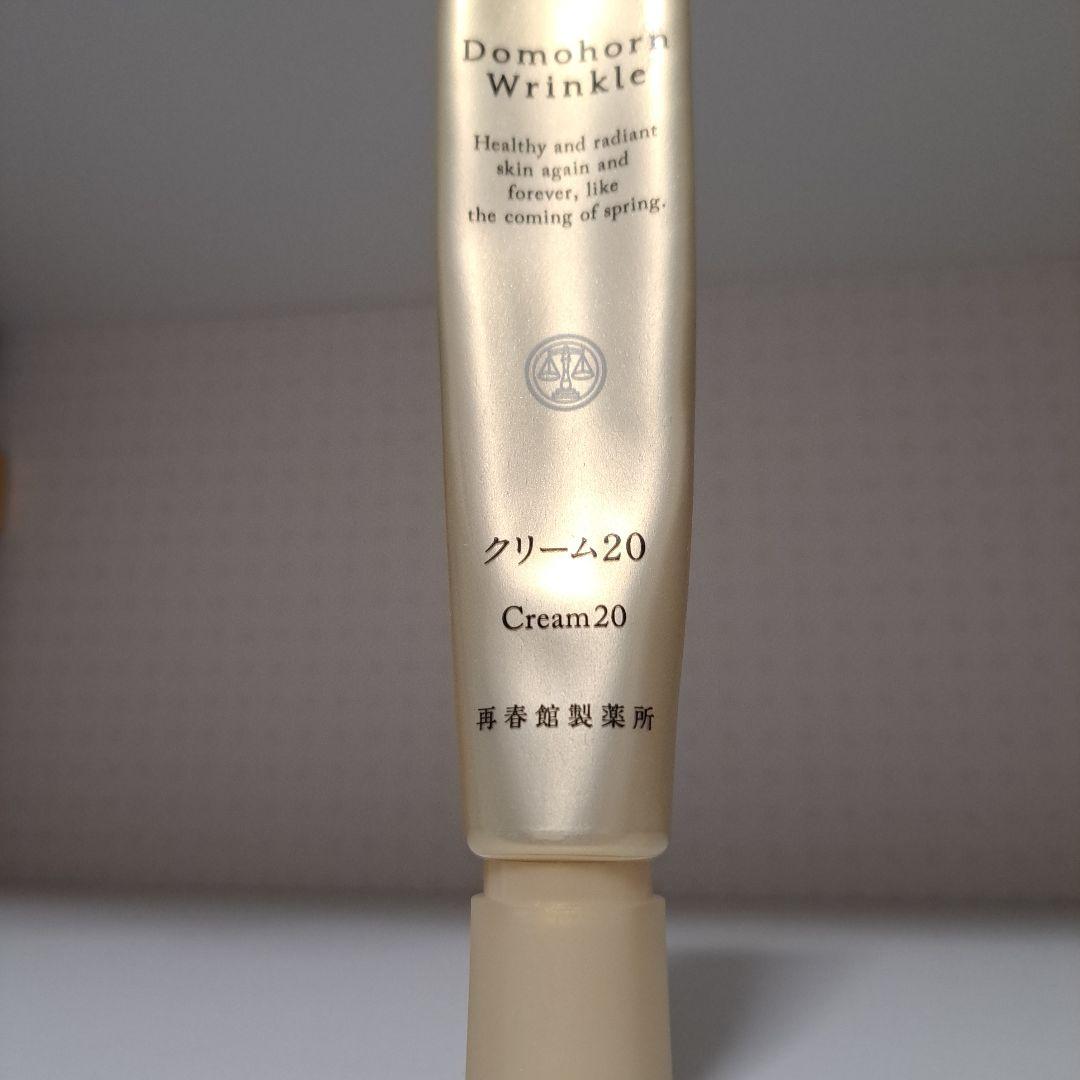 Domohorn
Wrinkle
Healthy and radiant
skin again and
forever, like
the coming of spring.
クリーム20
Cream20
再春館製薬所